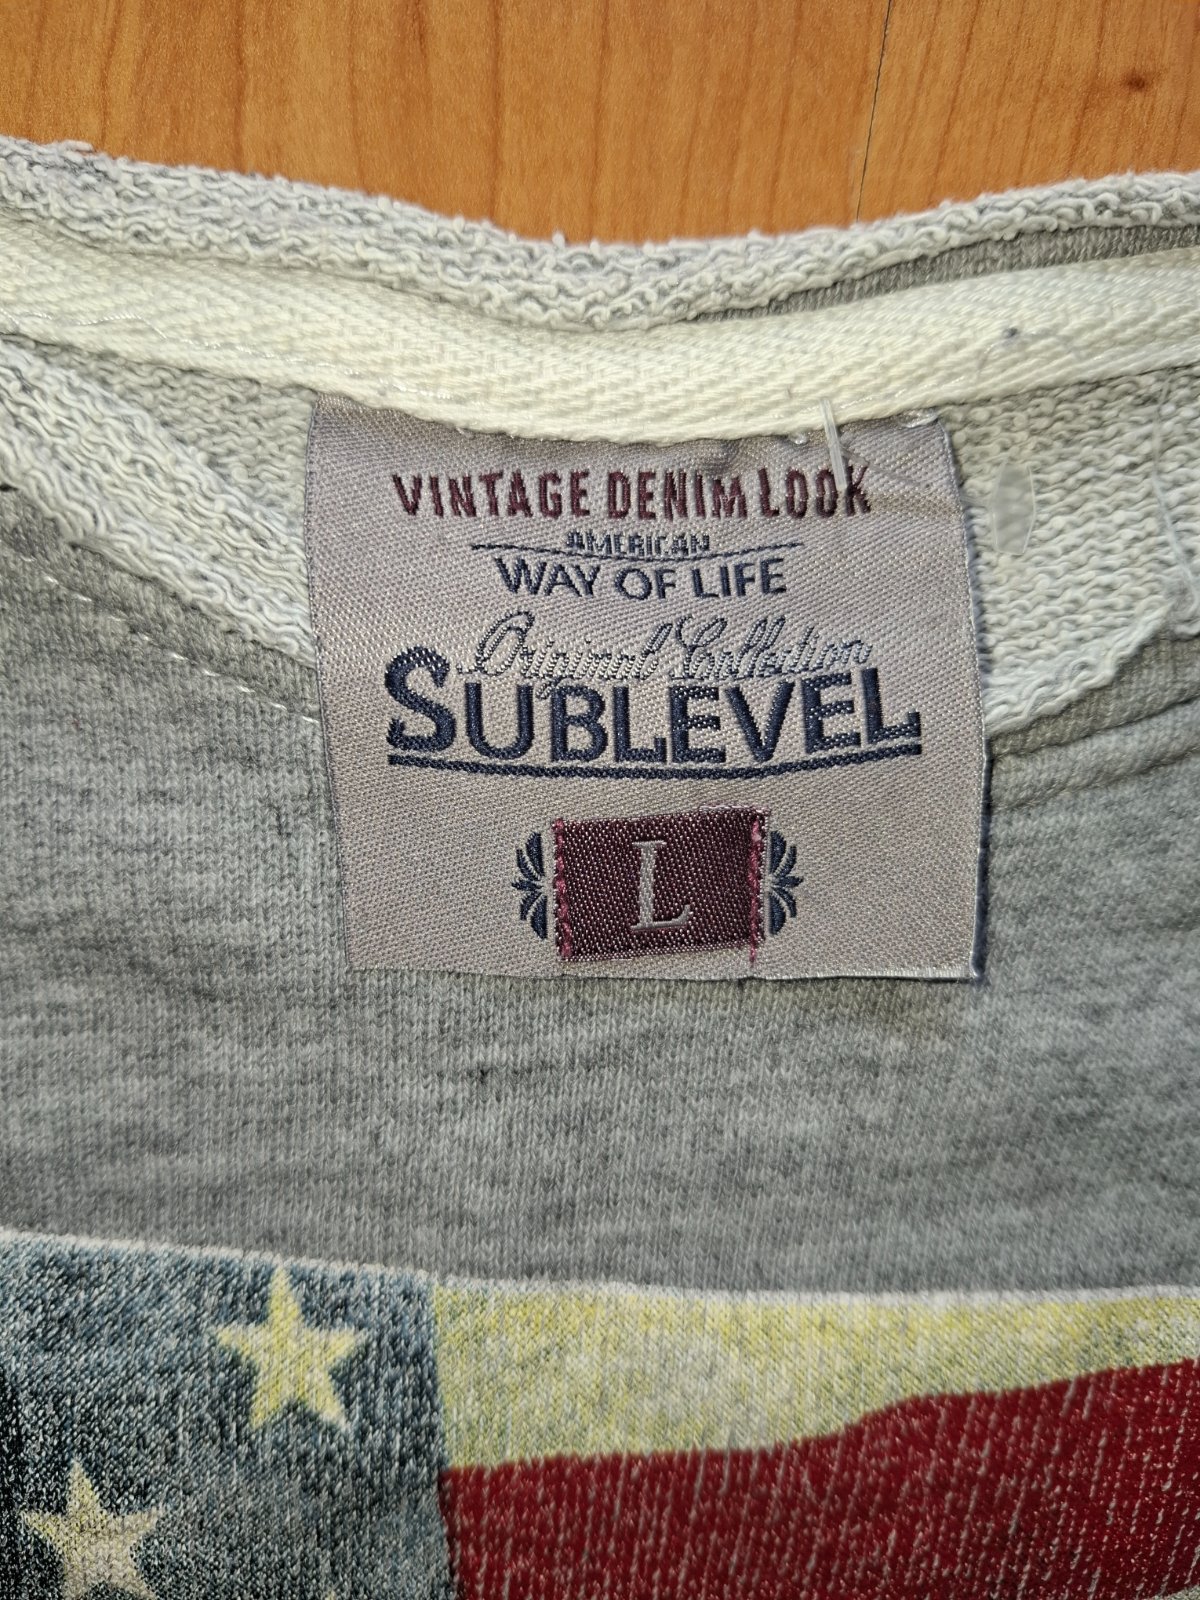 VINTAGE DENIM LOOK
AMERICAN
WAY OF LIFE
Original Collection
SUBLEVEL
L